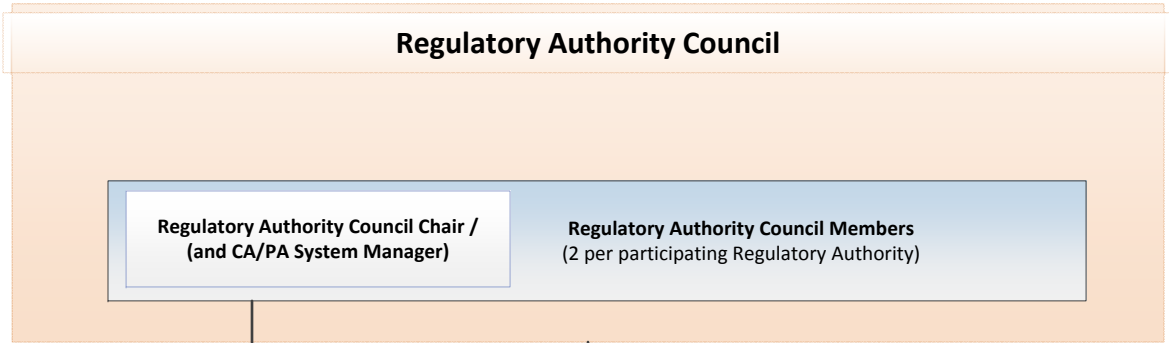 Regulatory Authority Council
Regulatory Authority Council Chair /
(and CA/PA System Manager)
Regulatory Authority Council Members
(2 per participating Regulatory Authority)